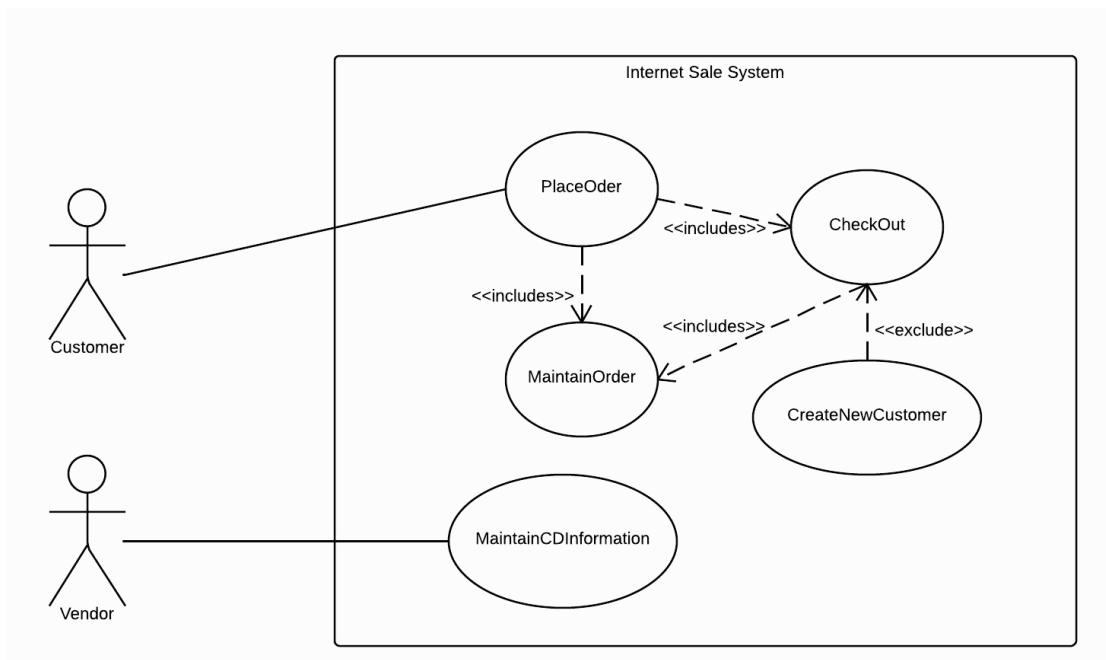 Internet Sale System
PlaceOder
CheckOut
<<includes>>
Customer
<<includes>>
<<includes>>
<<exclude>>
MaintainOrder
CreateNewCustomer
MaintainCDInformation
Vendor